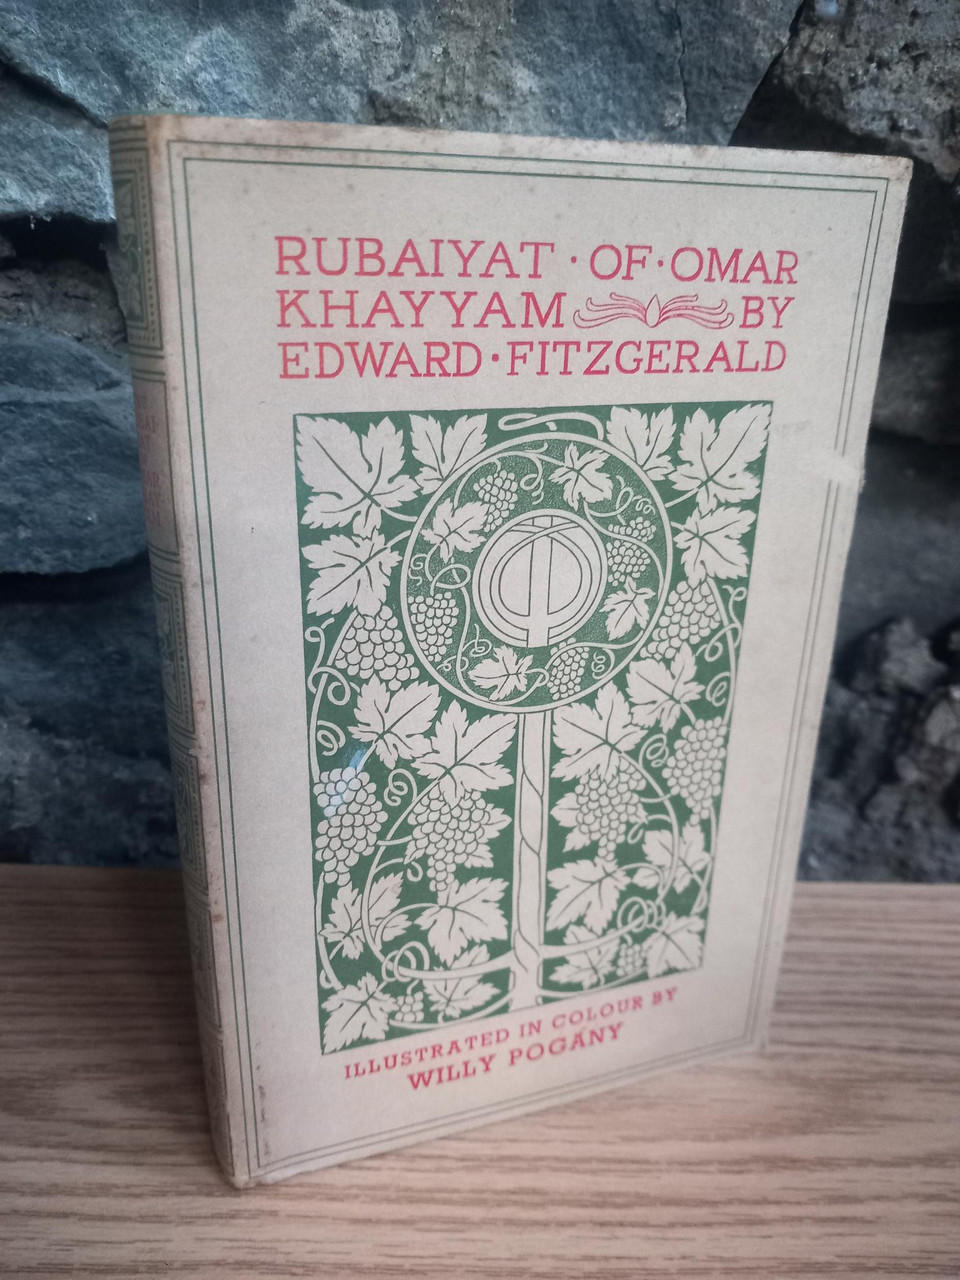 RUBAIYAT · OF · OMAR
KHAYYAM BY
EDWARD · FITZGERALD
ILLUSTRATED IN COLOUR BY
WILLY POGÁNY